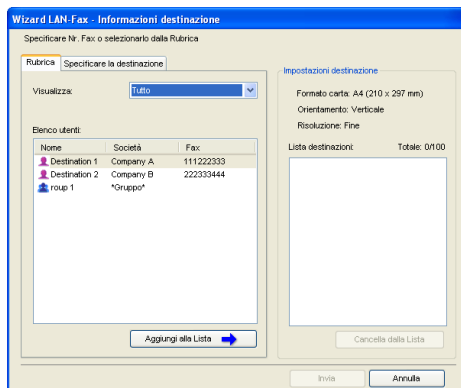 Wizard LAN-Fax - Informazioni destinazione
Specificare Nr. Fax o selezionarlo dalla Rubrica
Rubrica Specificare la destinazione
Visualizza: Tutto
Elenco utenti:
Nome Società Fax
Destination 1 Company A 111222333
Destination 2 Company B 222333444
roup 1 *Gruppo*
Aggiungi alla Lista
Impostazioni destinazione
Formato carta: A4 (210 x 297 mm)
Orientamento: Verticale
Risoluzione: Fine
Lista destinazioni: Totale: 0/100
Cancella dalla Lista
Invia Annulla